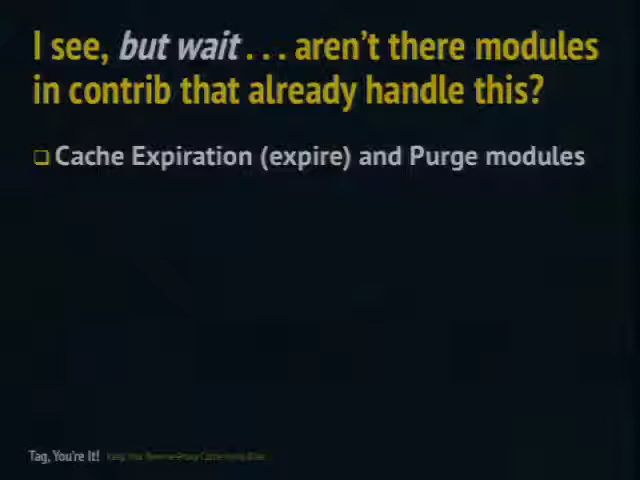 I see, but wait . . . aren't there modules
in contrib that already handle this?
Cache Expiration (expire) and Purge modules
Tag, You're It!